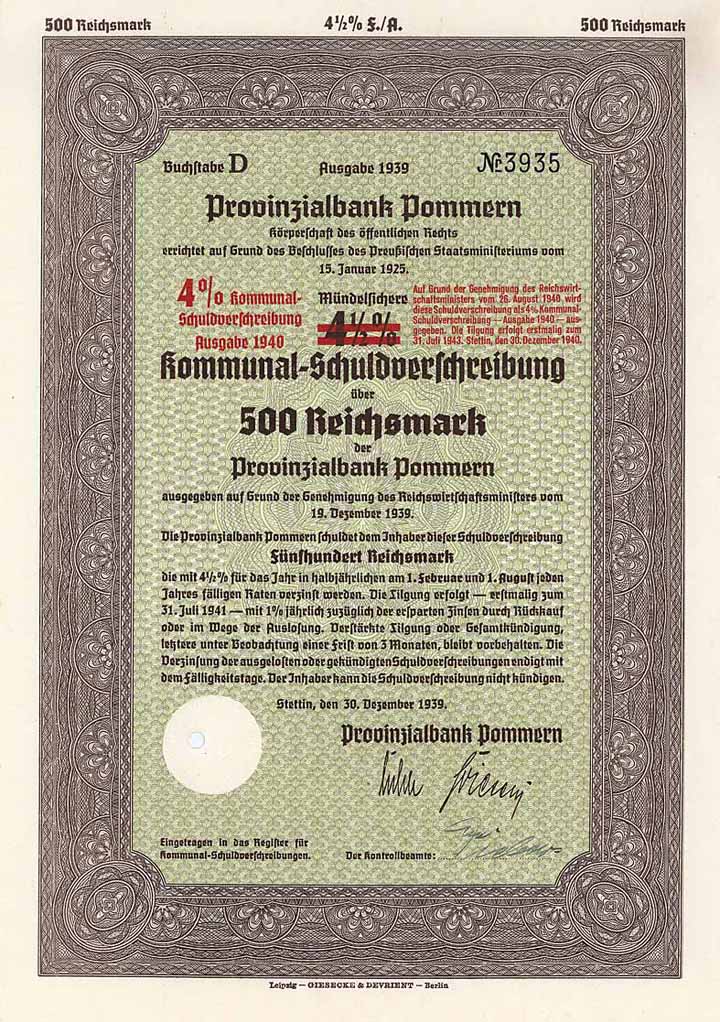 500 Reichsmark 4½% F./A. 500 Reichsmark
Buchstabe D Ausgabe 1939 № 3935
Provinzialbank Pommern
Körperschaft des öffentlichen Rechts
errichtet auf Grund des Beschlusses des Preußischen Staatsministeriums vom
15. Januar 1925.
4% Kommunal-
Schuldverschreibung
Ausgabe 1940
Mündelsichere
4½%
Auf Grund der Genehmigung des Reichswirt-
schaftsministers vom 26. August 1940 wird
diese Schuldverschreibung als 4% Kommunal-
Schuldverschreibung — Ausgabe 1940 — aus-
gegeben. Die Tilgung erfolgt erstmalig zum
31. Juli 1943. Stettin, den 30. Dezember 1940.
Kommunal-Schuldverschreibung
über
500 Reichsmark
der
Provinzialbank Pommern
ausgegeben auf Grund der Genehmigung des Reichswirtschaftsministers vom
19. Dezember 1939.
Die Provinzialbank Pommern schuldet dem Inhaber dieser Schuldverschreibung
Fünfhundert Reichsmark
die mit 4½% für das Jahr in halbjährlichen am 1. Februar und 1. August jeden
Jahres fälligen Raten verzinst werden. Die Tilgung erfolgt — erstmalig zum
31. Juli 1941 — mit 1% jährlich zuzüglich der ersparten Zinsen durch Rückkauf
oder im Wege der Auslosung. Verstärkte Tilgung oder Gesamtkündigung,
letztere unter Beobachtung einer Frist von 3 Monaten, bleibt vorbehalten. Die
Verzinsung der ausgelosten oder gekündigten Schuldverschreibungen endigt mit
dem Fälligkeitstage. Der Inhaber kann die Schuldverschreibung nicht kündigen.
Stettin, den 30. Dezember 1939.
Provinzialbank Pommern
Eingetragen in das Register für
Kommunal-Schuldverschreibungen.
Der Kontrollbeamte:
Leipzig — GIESECKE & DEVRIENT — Berlin